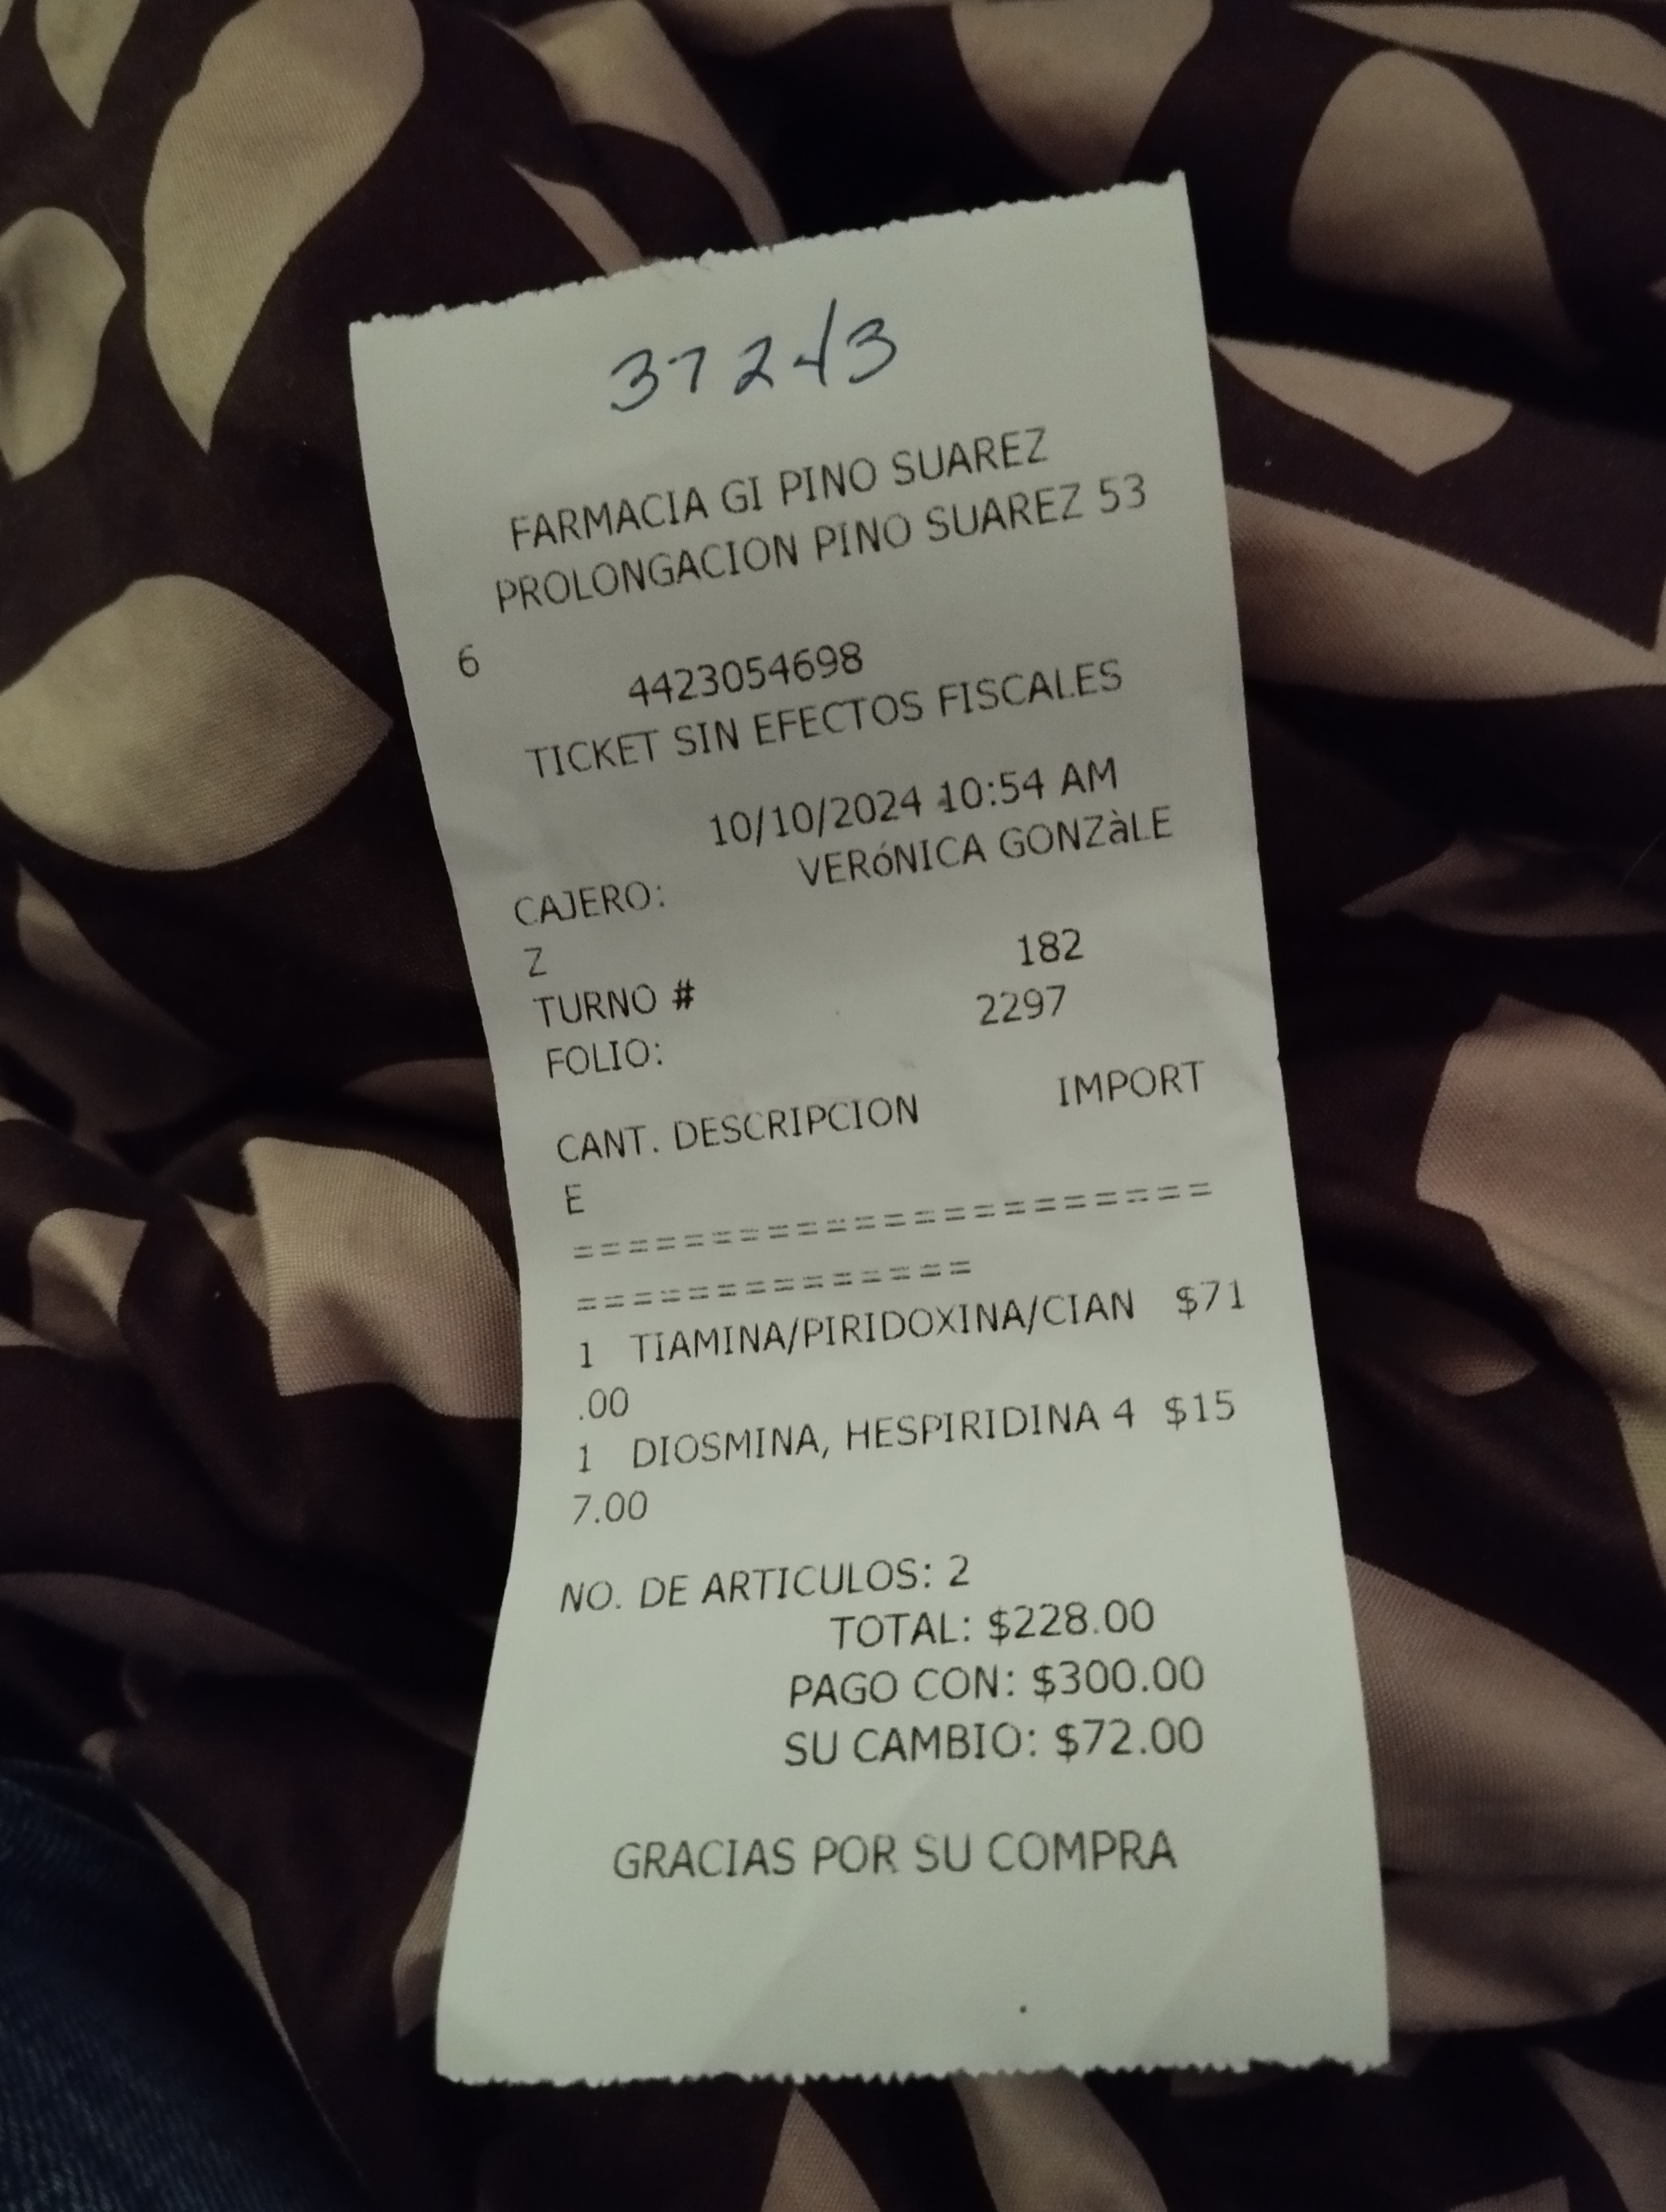 37243
FARMACIA GI PINO SUAREZ
PROLONGACION PINO SUAREZ 53
6
4423054698
TICKET SIN EFECTOS FISCALES
10/10/2024 10:54 AM
CAJERO: VERóNICA GONZàLE
Z
TURNO # 182
FOLIO: 2297
CANT. DESCRIPCION IMPORT
E
======================
==============
1 TIAMINA/PIRIDOXINA/CIAN $71
.00
1 DIOSMINA, HESPIRIDINA 4 $15
7.00
NO. DE ARTICULOS: 2
TOTAL: $228.00
PAGO CON: $300.00
SU CAMBIO: $72.00
GRACIAS POR SU COMPRA